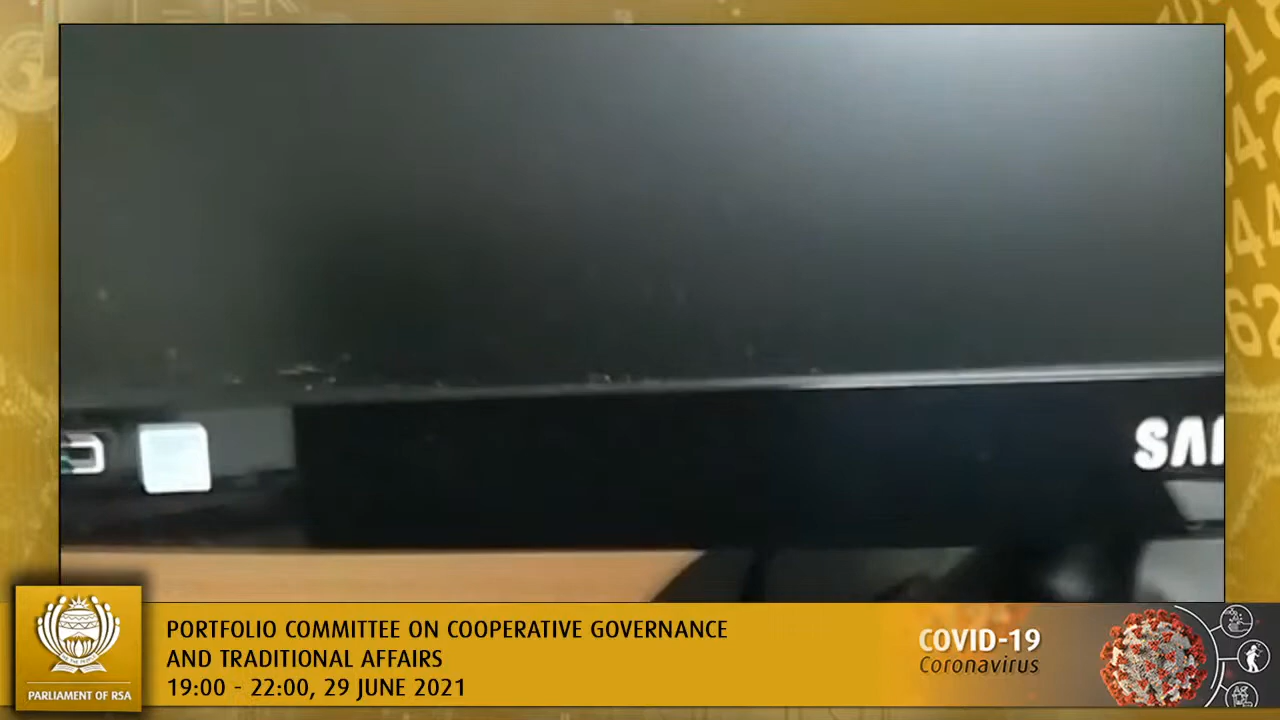 SA
PORTFOLIO COMMITTEE ON COOPERATIVE GOVERNANCE
AND TRADITIONAL AFFAIRS
19:00 - 22:00, 29 JUNE 2021
PARLIAMENT OF RSA
COVID-19
Coronavirus